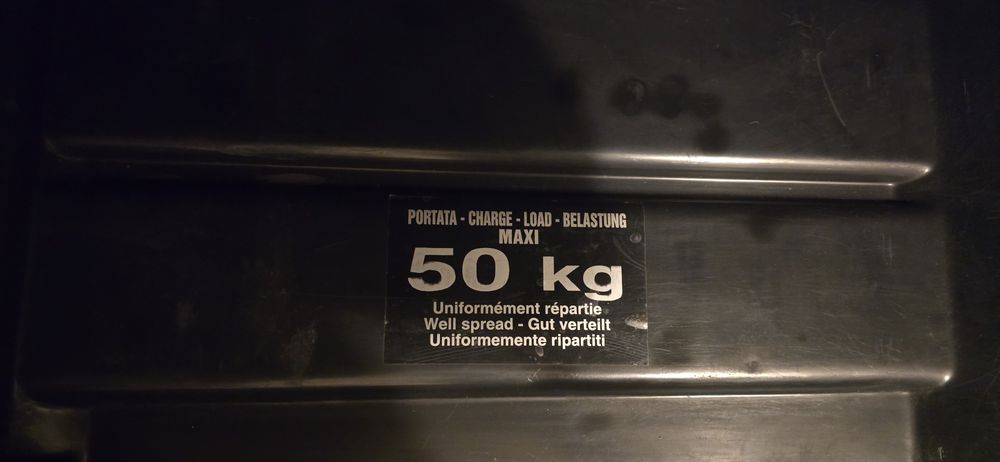 PORTATA - CHARGE - LOAD - BELASTUNG
MAXI
50 kg
Uniformément répartie
Well spread - Gut verteilt
Uniformemente ripartiti